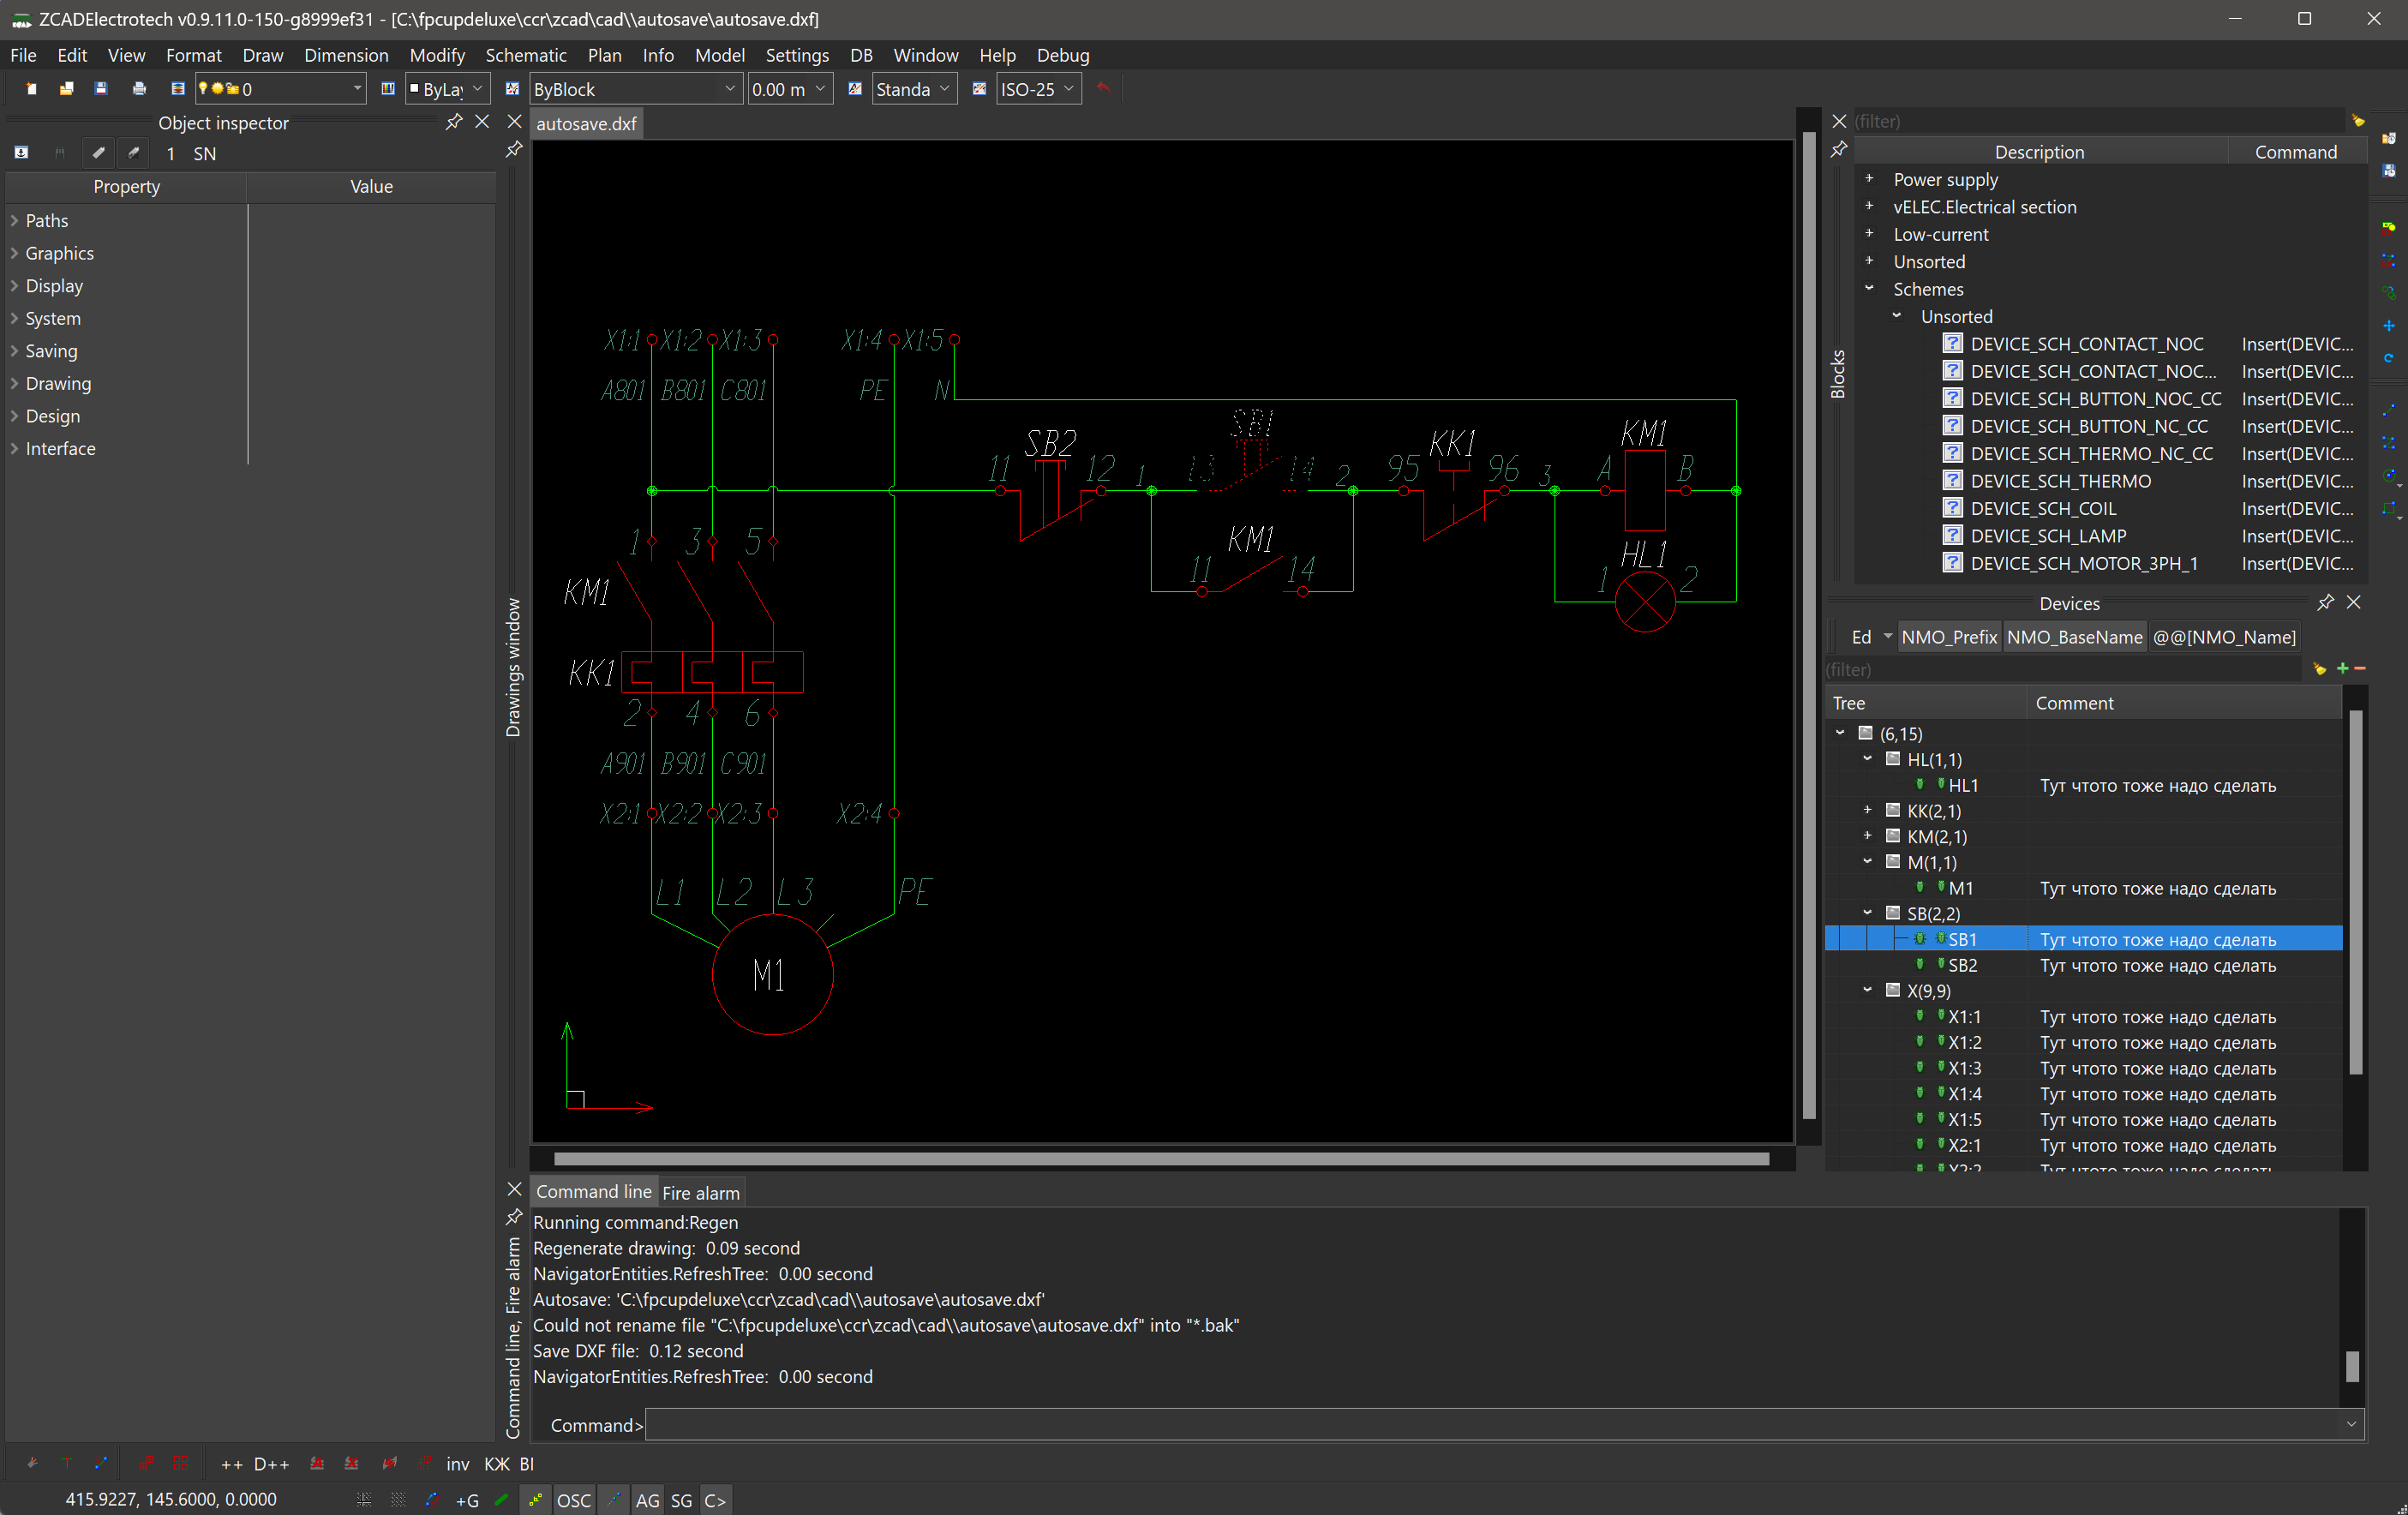 ZCADElectrotech v0.9.11.0-150-g8999ef31 - [C:\fpcupdeluxe\ccr\zcad\cad\\autosave\autosave.dxf]
File Edit View Format Draw Dimension Modify Schematic Plan Info Model Settings DB Window Help Debug
0 ByLay ByBlock 0.00 m Standa ISO-25
Object inspector
1 SN
Property Value
Paths
Graphics
Display
System
Saving
Drawing
Design
Interface
Drawings window
autosave.dxf
X1:1 X1:2 X1:3 X1:4 X1:5
A801 B801 C801 PE N
SB2 SB1 KK1 KM1
11 12 1 13 14 2 95 96 3 A B
1 3 5 KM1 HL1
KM1 11 14 1 2
KK1
2 4 6
A901 B901 C901
X2:1 X2:2 X2:3 X2:4
L1 L2 L3 PE
M1
Blocks
(filter)
Description Command
Power supply
vELEC.Electrical section
Low-current
Unsorted
Schemes
Unsorted
DEVICE_SCH_CONTACT_NOC Insert(DEVIC...
DEVICE_SCH_CONTACT_NOC... Insert(DEVIC...
DEVICE_SCH_BUTTON_NOC_CC Insert(DEVIC...
DEVICE_SCH_BUTTON_NC_CC Insert(DEVIC...
DEVICE_SCH_THERMO_NC_CC Insert(DEVIC...
DEVICE_SCH_THERMO Insert(DEVIC...
DEVICE_SCH_COIL Insert(DEVIC...
DEVICE_SCH_LAMP Insert(DEVIC...
DEVICE_SCH_MOTOR_3PH_1 Insert(DEVIC...
Devices
Ed NMO_Prefix NMO_BaseName @@[NMO_Name]
(filter)
Tree Comment
(6,15)
HL(1,1)
HL1 Тут чтото тоже надо сделать
KK(2,1)
KM(2,1)
M(1,1)
M1 Тут чтото тоже надо сделать
SB(2,2)
SB1 Тут чтото тоже надо сделать
SB2 Тут чтото тоже надо сделать
X(9,9)
X1:1 Тут чтото тоже надо сделать
X1:2 Тут чтото тоже надо сделать
X1:3 Тут чтото тоже надо сделать
X1:4 Тут чтото тоже надо сделать
X1:5 Тут чтото тоже надо сделать
X2:1 Тут чтото тоже надо сделать
X2:2 Тут чтото тоже надо сделать
Command line, Fire alarm
Command line Fire alarm
Running command:Regen
Regenerate drawing: 0.09 second
NavigatorEntities.RefreshTree: 0.00 second
Autosave: 'C:\fpcupdeluxe\ccr\zcad\cad\\autosave\autosave.dxf'
Could not rename file "C:\fpcupdeluxe\ccr\zcad\cad\\autosave\autosave.dxf" into "*.bak"
Save DXF file: 0.12 second
NavigatorEntities.RefreshTree: 0.00 second
Command>
++ D++ inv КЖ BI
415.9227, 145.6000, 0.0000 +G OSC AG SG C>